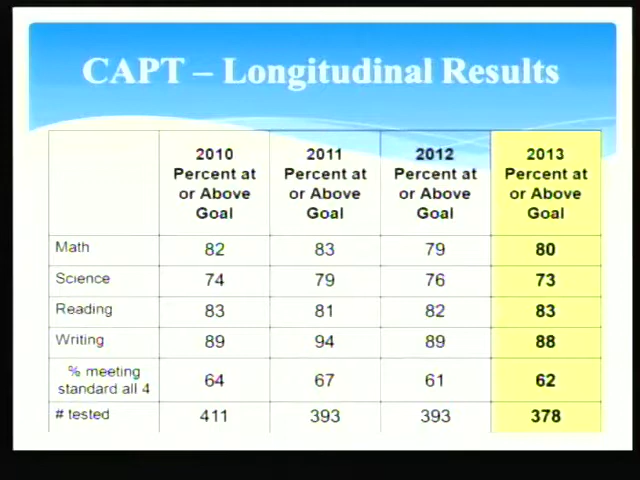 CAPT – Longitudinal Results
2010 2011 2012 2013
Percent at Percent at Percent at Percent at
or Above or Above or Above or Above
Goal Goal Goal Goal
Math 82 83 79 80
Science 74 79 76 73
Reading 83 81 82 83
Writing 89 94 89 88
% meeting
standard all 4 64 67 61 62
# tested 411 393 393 378